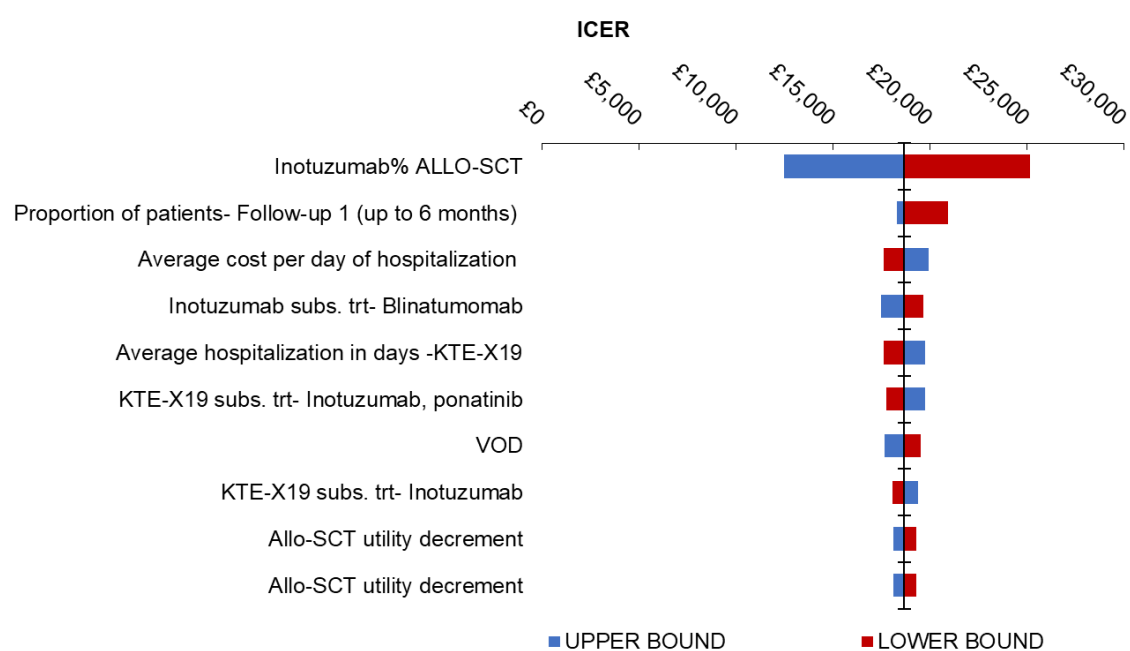 ICER
£0
£5,000
£10,000
£15,000
£20,000
£25,000
£30,000
Inotuzumab% ALLO-SCT
Proportion of patients- Follow-up 1 (up to 6 months)
Average cost per day of hospitalization
Inotuzumab subs. trt- Blinatumomab
Average hospitalization in days -KTE-X19
KTE-X19 subs. trt- Inotuzumab, ponatinib
VOD
KTE-X19 subs. trt- Inotuzumab
Allo-SCT utility decrement
Allo-SCT utility decrement
UPPER BOUND
LOWER BOUND